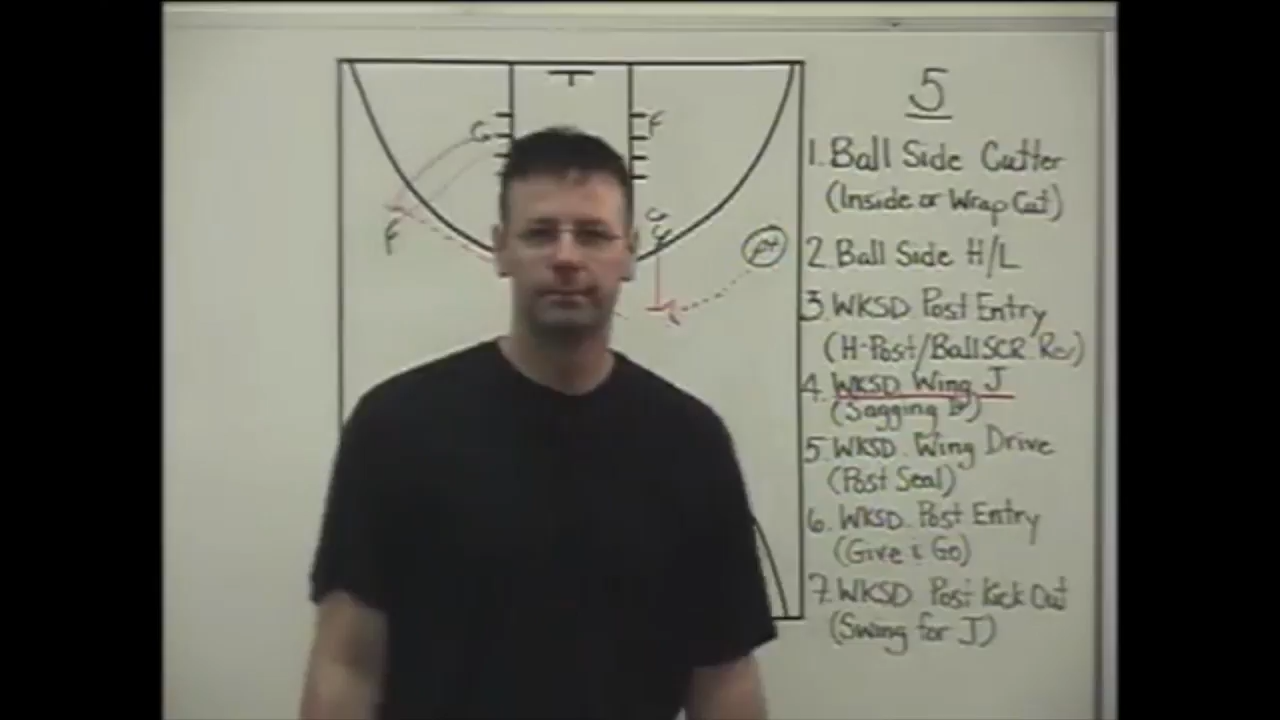 5
1. Ball Side Cutter
(Inside or Wrap Cut)
2. Ball Side H/L
3. WKSD Post Entry
(H-Post/Ball SCR Rev)
4. WKSD Wing J
(Sagging D)
5. WKSD. Wing Drive
(Post Seal)
6. WKSD. Post Entry
(Give & Go)
7. WKSD Post Kick Out
(Swing for J)
G
F
F
Pt